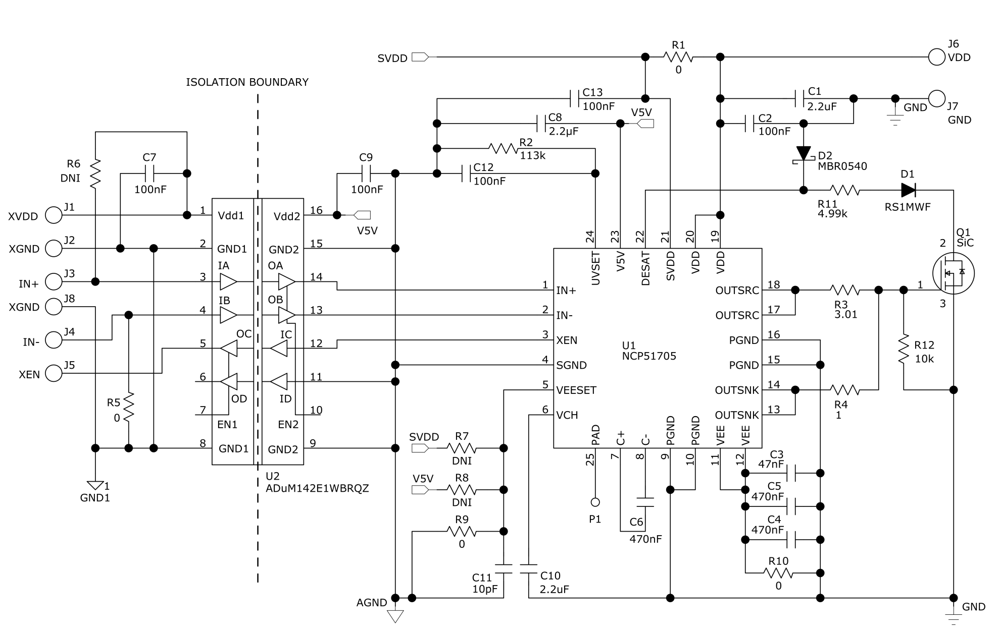 J6
R1
SVDD
VDD
0
ISOLATION BOUNDARY
C13
100nF
C1
2.2uF
GND
J7
GND
V5V
C8
2.2µF
C2
100nF
R2
113k
D2
MBR0540
C7
100nF
R6
DNI
C9
100nF
C12
100nF
D1
RS1MWF
R11
4.99k
J1
XVDD
1
Vdd1
Vdd2
16
V5V
24
23
22
21
20
19
Q1
SiC
2
J2
XGND
2
GND1
GND2
15
UVSET
V5V
DESAT
SVDD
VDD
VDD
IA
OA
J3
IN+
3
14
1
IN+
OUTSRC
18
1
J8
XGND
IB
OB
R3
3.01
3
4
13
2
IN-
OUTSRC
17
J4
IN-
OC
IC
5
12
3
XEN
PGND
16
U1
NCP51705
R12
10k
J5
XEN
4
SGND
PGND
15
6
11
5
VEESET
OUTSNK
14
OD
ID
R5
0
7
10
6
VCH
OUTSNK
13
R4
1
EN1
EN2
PAD
C+
C-
PGND
PGND
VEE
VEE
SVDD
R7
DNI
8
GND1
GND2
9
25
7
8
9
10
11
12
C3
47nF
U2
ADuM142E1WBRQZ
V5V
R8
DNI
C5
470nF
1
GND1
R9
0
P1
C6
470nF
C4
470nF
R10
0
C11
10pF
C10
2.2uF
AGND
GND